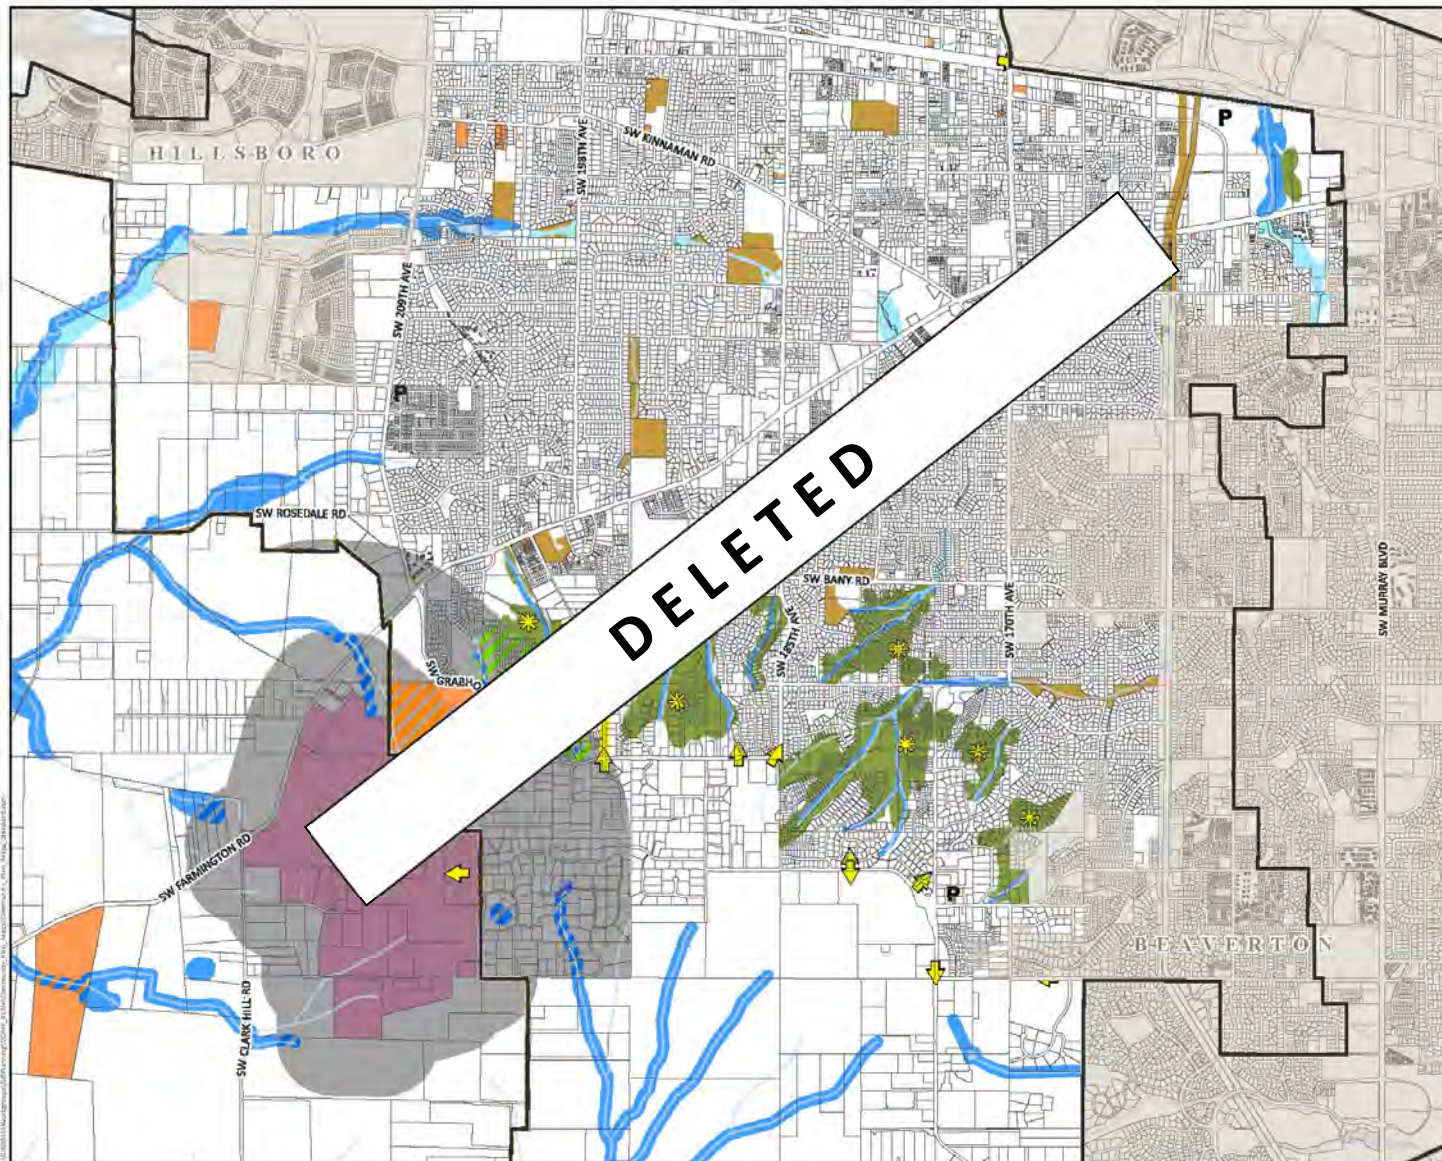 P
HILLSBORO
SW KINNAMAN RD
SW 198TH AVE
SW 209TH AVE
P
DELETED
SW ROSEDALE RD
SW BANY RD
SW 185TH AVE
SW 170TH AVE
SW MURRAY BLVD
SW GRABHO
SW FARMINGTON RD
P
BEAVERTON
SW CLARK HILL RD